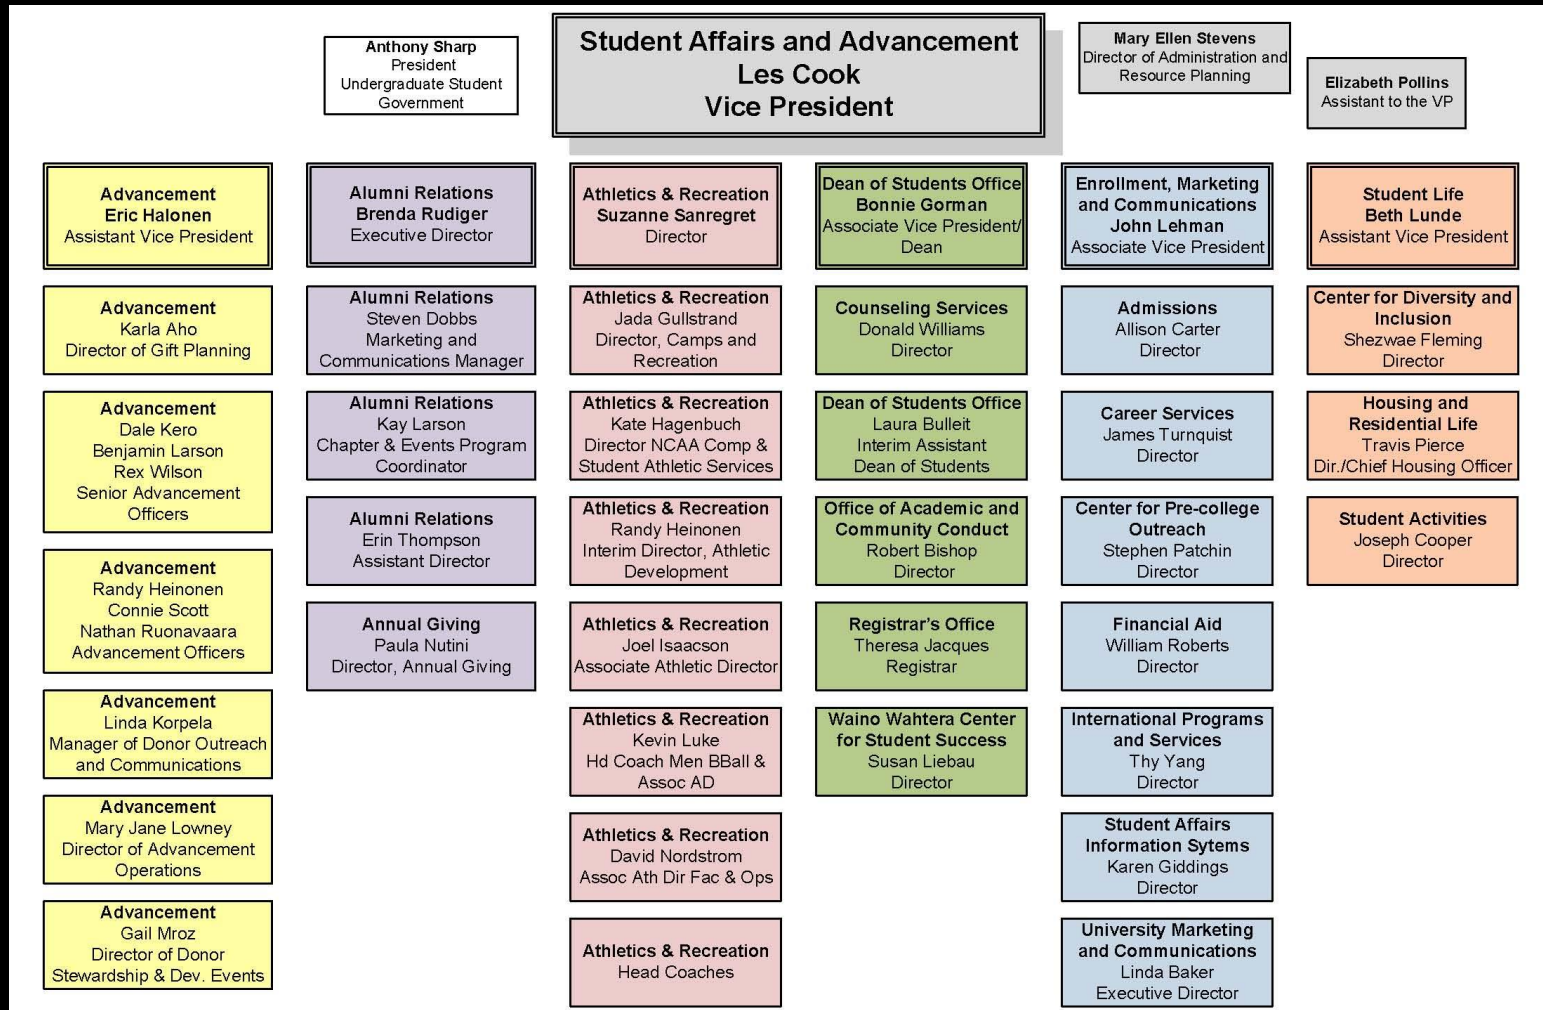 Anthony Sharp
President
Undergraduate Student
Government
Student Affairs and Advancement
Les Cook
Vice President
Mary Ellen Stevens
Director of Administration and
Resource Planning
Elizabeth Pollins
Assistant to the VP
Advancement
Eric Halonen
Assistant Vice President
Advancement
Karla Aho
Director of Gift Planning
Advancement
Dale Kero
Benjamin Larson
Rex Wilson
Senior Advancement
Officers
Advancement
Randy Heinonen
Connie Scott
Nathan Ruonavaara
Advancement Officers
Advancement
Linda Korpela
Manager of Donor Outreach
and Communications
Advancement
Mary Jane Lowney
Director of Advancement
Operations
Advancement
Gail Mroz
Director of Donor
Stewardship & Dev. Events
Alumni Relations
Brenda Rudiger
Executive Director
Alumni Relations
Steven Dobbs
Marketing and
Communications Manager
Alumni Relations
Kay Larson
Chapter & Events Program
Coordinator
Alumni Relations
Erin Thompson
Assistant Director
Annual Giving
Paula Nutini
Director, Annual Giving
Athletics & Recreation
Suzanne Sanregret
Director
Athletics & Recreation
Jada Gullstrand
Director, Camps and
Recreation
Athletics & Recreation
Kate Hagenbuch
Director NCAA Comp &
Student Athletic Services
Athletics & Recreation
Randy Heinonen
Interim Director, Athletic
Development
Athletics & Recreation
Joel Isaacson
Associate Athletic Director
Athletics & Recreation
Kevin Luke
Hd Coach Men BBall &
Assoc AD
Athletics & Recreation
David Nordstrom
Assoc Ath Dir Fac & Ops
Athletics & Recreation
Head Coaches
Dean of Students Office
Bonnie Gorman
Associate Vice President/
Dean
Counseling Services
Donald Williams
Director
Dean of Students Office
Laura Bulleit
Interim Assistant
Dean of Students
Office of Academic and
Community Conduct
Robert Bishop
Director
Registrar's Office
Theresa Jacques
Registrar
Waino Wahtera Center
for Student Success
Susan Liebau
Director
Enrollment, Marketing
and Communications
John Lehman
Associate Vice President
Admissions
Allison Carter
Director
Career Services
James Turnquist
Director
Center for Pre-college
Outreach
Stephen Patchin
Director
Financial Aid
William Roberts
Director
International Programs
and Services
Thy Yang
Director
Student Affairs
Information Sytems
Karen Giddings
Director
University Marketing
and Communications
Linda Baker
Executive Director
Student Life
Beth Lunde
Assistant Vice President
Center for Diversity and
Inclusion
Shezwae Fleming
Director
Housing and
Residential Life
Travis Pierce
Dir./Chief Housing Officer
Student Activities
Joseph Cooper
Director